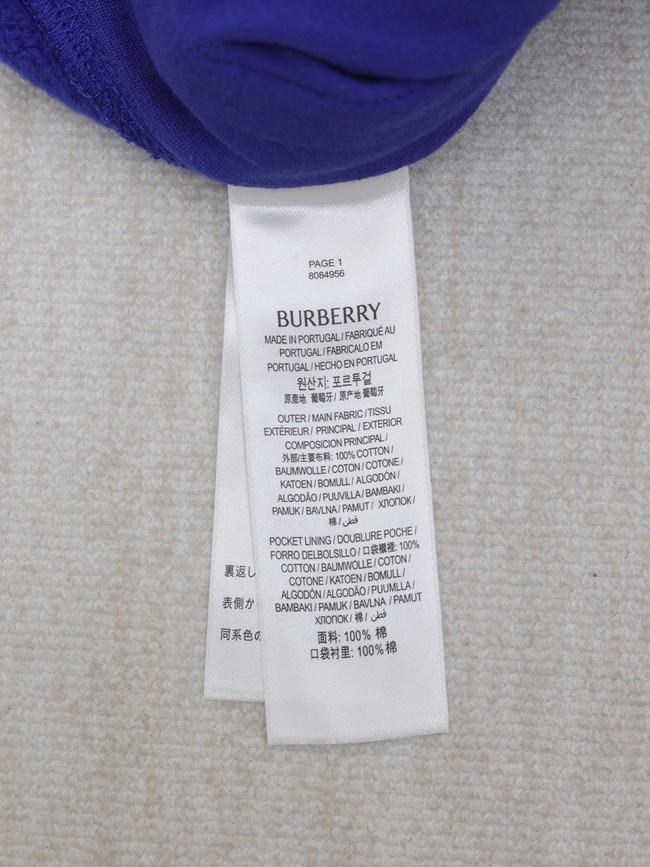 PAGE 1
8084956
BURBERRY
MADE IN PORTUGAL / FABRIQUÉ AU
PORTUGAL / FABRICALO EM
PORTUGAL / HECHO EN PORTUGAL
원산지: 포르투걸
原產地 葡萄牙 / 原产地 葡萄牙
OUTER / MAIN FABRIC / TISSU
EXTÉRIEUR / PRINCIPAL / EXTERIOR
COMPOSICION PRINCIPAL /
外部/主要布料: 100% COTTON /
BAUMWOLLE / COTON / COTONE /
KATOEN / BOMULL / ALGODÓN /
ALGODÃO / PUUVILLA / BAMBAKI /
PAMUK / BAVLNA / PAMUT / ХЛОПОК /
棉 / قطن
POCKET LINING / DOUBLURE POCHE /
FORRO DELBOLSILLO / 口袋襯裡: 100%
COTTON / BAUMWOLLE / COTON /
COTONE / KATOEN / BOMULL /
ALGODÓN / ALGODÃO / PUUMLLA /
BAMBAKI / PAMUK / BAVLNA / PAMUT
ХЛОПОК / 棉 / قطن
面料: 100% 棉
口袋衬里: 100% 棉
裏返し
表側か
同系色の